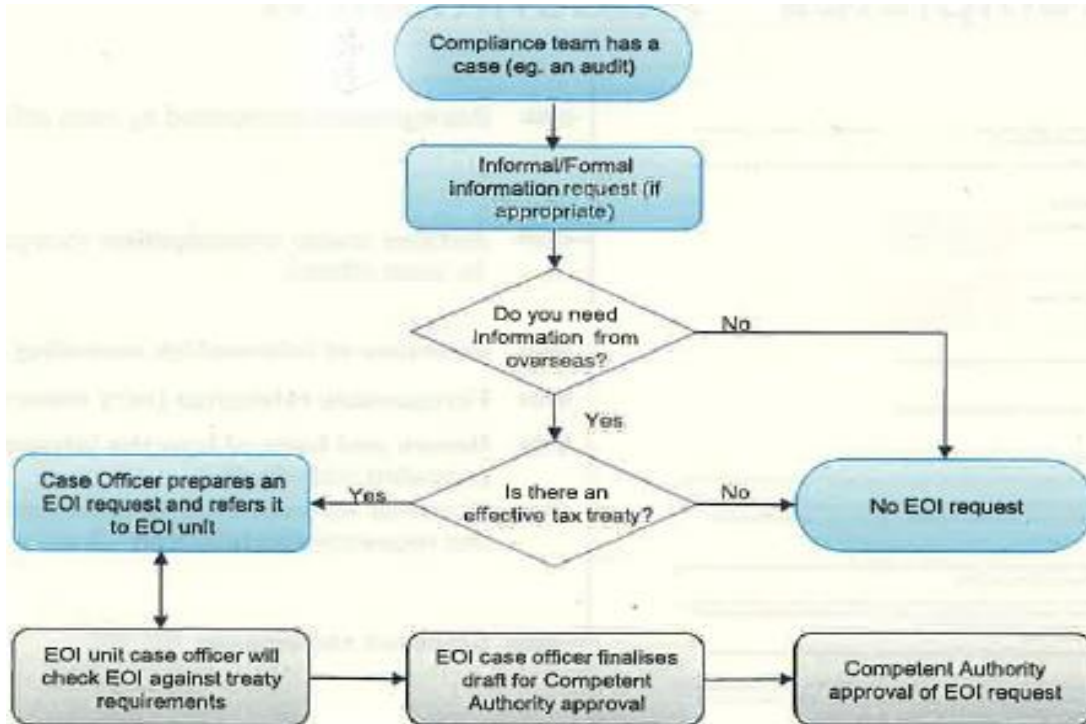 Compliance team has a
case (eg. an audit)
Informal/Formal
information request (if
appropriate)
Do you need
Information from
overseas?
No
Yes
Is there an
effective tax treaty?
Yes
No
Case Officer prepares an
EOI request and refers it
to EOI unit
No EOI request
EOI unit case officer will
check EOI against treaty
requirements
EOI case officer finalises
draft for Competent
Authority approval
Competent Authority
approval of EOI request